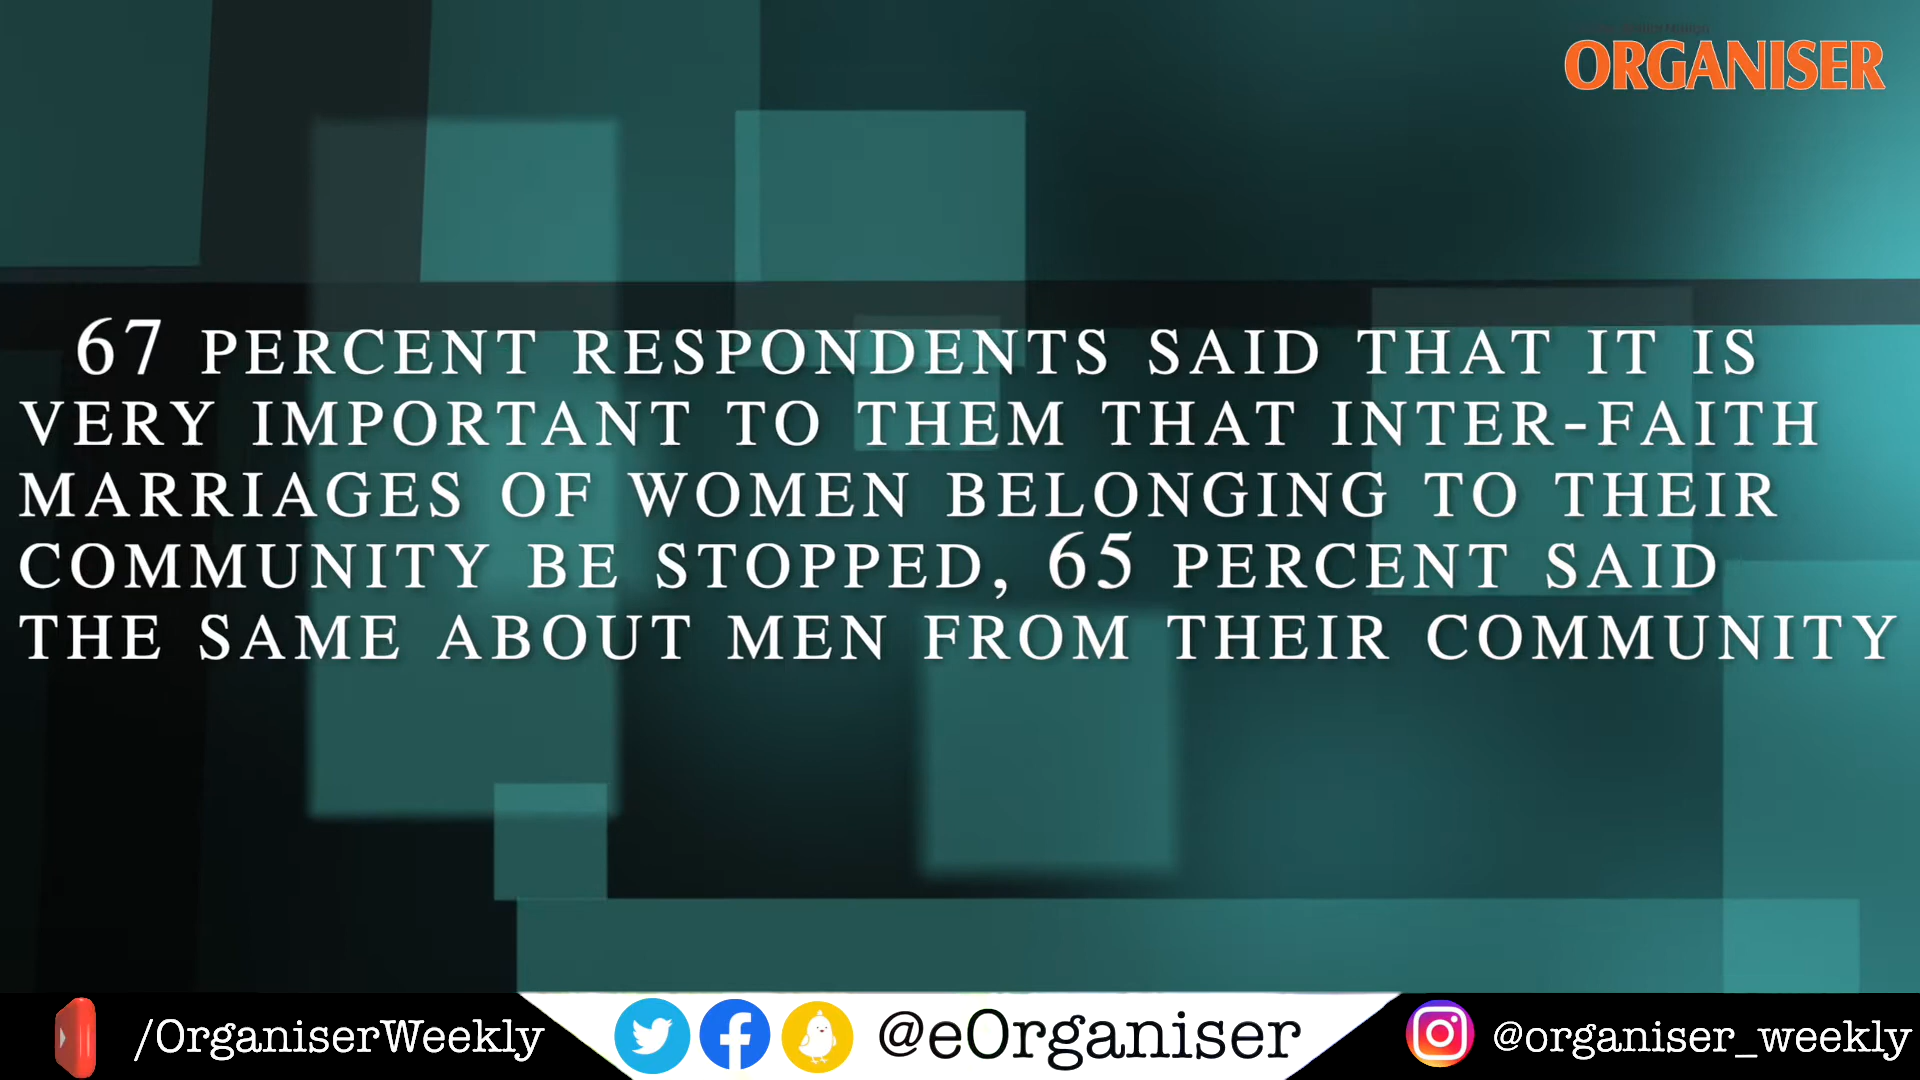 ORGANISER
67 PERCENT RESPONDENTS SAID THAT IT IS
VERY IMPORTANT TO THEM THAT INTER-FAITH
MARRIAGES OF WOMEN BELONGING TO THEIR
COMMUNITY BE STOPPED, 65 PERCENT SAID
THE SAME ABOUT MEN FROM THEIR COMMUNITY
/OrganiserWeekly @eOrganiser @organiser_weekly